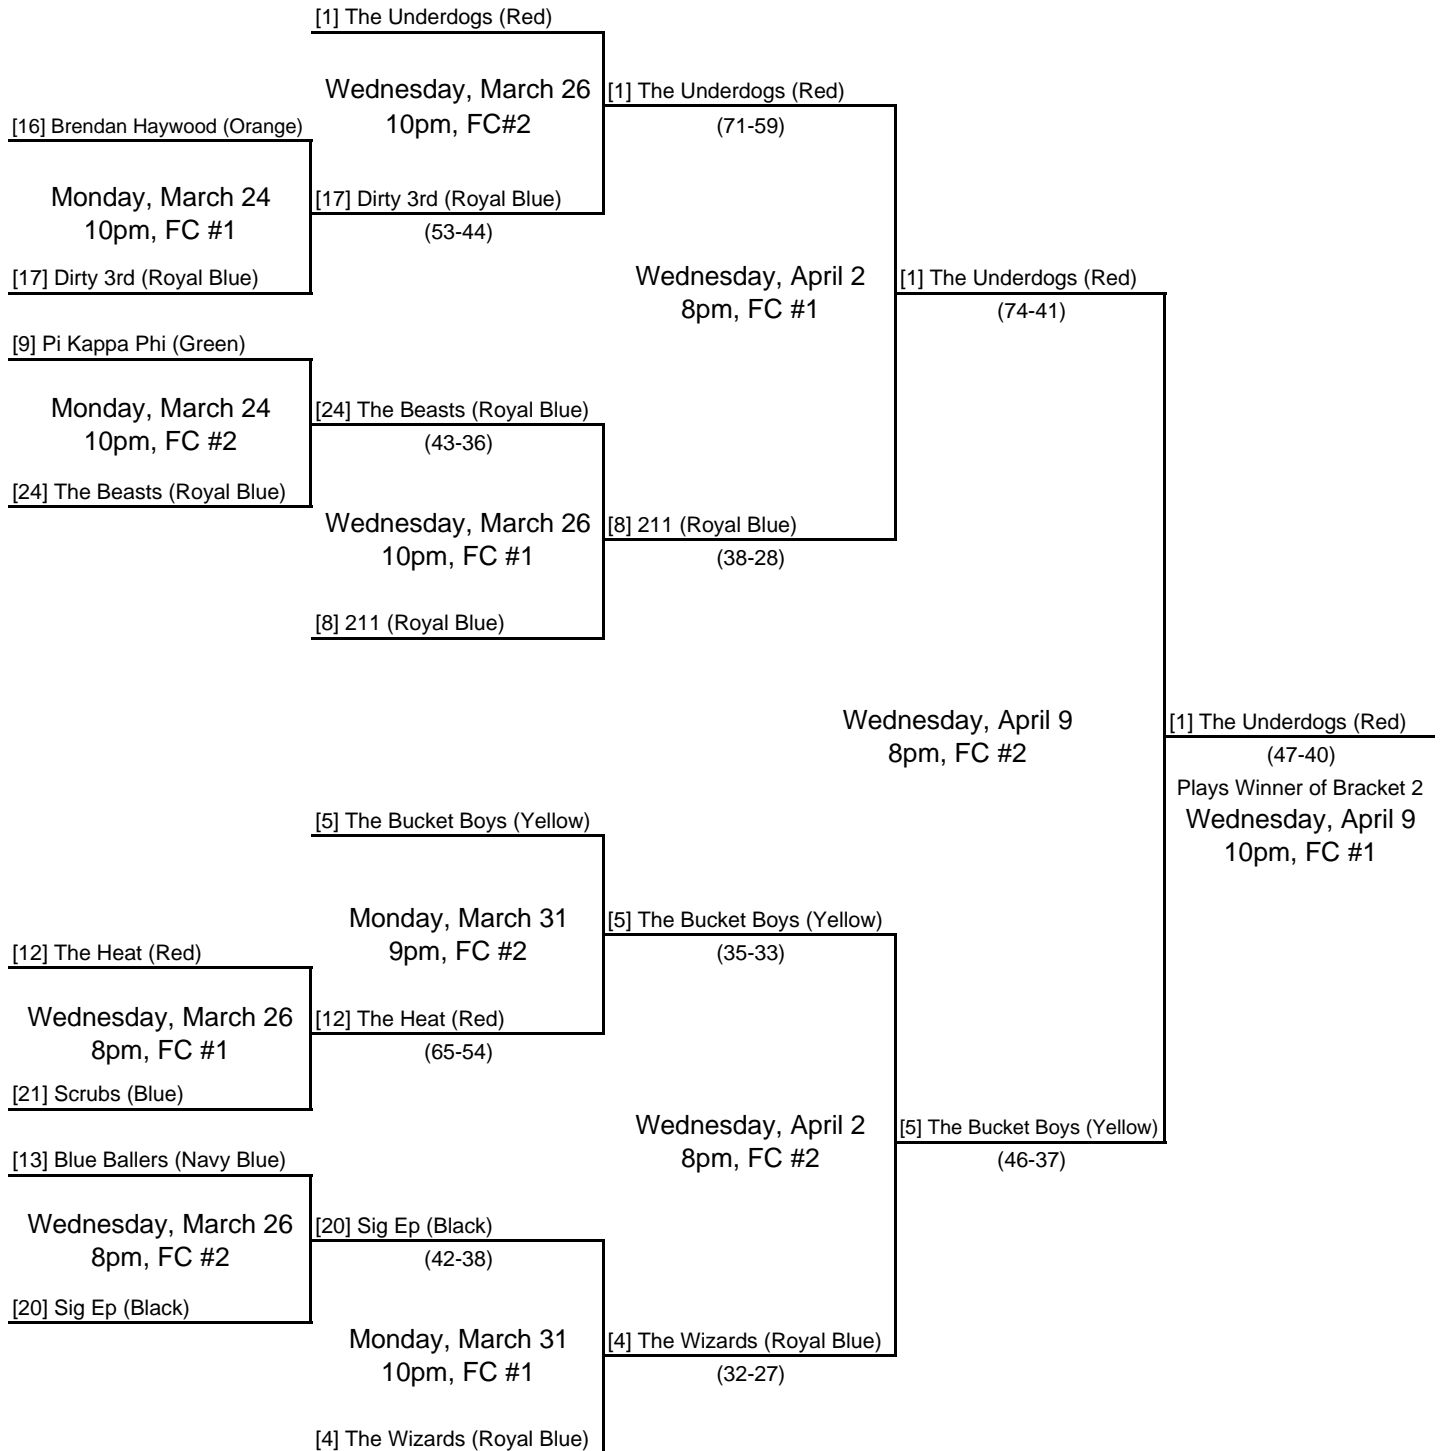 [1] The Underdogs (Red)
Wednesday, March 26
10pm, FC#2
[1] The Underdogs (Red)
(71-59)
[16] Brendan Haywood (Orange)
Monday, March 24
10pm, FC #1
[17] Dirty 3rd (Royal Blue)
(53-44)
[17] Dirty 3rd (Royal Blue)
Wednesday, April 2
8pm, FC #1
[1] The Underdogs (Red)
(74-41)
[9] Pi Kappa Phi (Green)
Monday, March 24
10pm, FC #2
[24] The Beasts (Royal Blue)
(43-36)
[24] The Beasts (Royal Blue)
Wednesday, March 26
10pm, FC #1
[8] 211 (Royal Blue)
(38-28)
[8] 211 (Royal Blue)
Wednesday, April 9
8pm, FC #2
[1] The Underdogs (Red)
(47-40)
Plays Winner of Bracket 2
Wednesday, April 9
10pm, FC #1
[5] The Bucket Boys (Yellow)
Monday, March 31
9pm, FC #2
[5] The Bucket Boys (Yellow)
(35-33)
[12] The Heat (Red)
Wednesday, March 26
8pm, FC #1
[12] The Heat (Red)
(65-54)
[21] Scrubs (Blue)
Wednesday, April 2
8pm, FC #2
[5] The Bucket Boys (Yellow)
(46-37)
[13] Blue Ballers (Navy Blue)
Wednesday, March 26
8pm, FC #2
[20] Sig Ep (Black)
(42-38)
[20] Sig Ep (Black)
Monday, March 31
10pm, FC #1
[4] The Wizards (Royal Blue)
(32-27)
[4] The Wizards (Royal Blue)